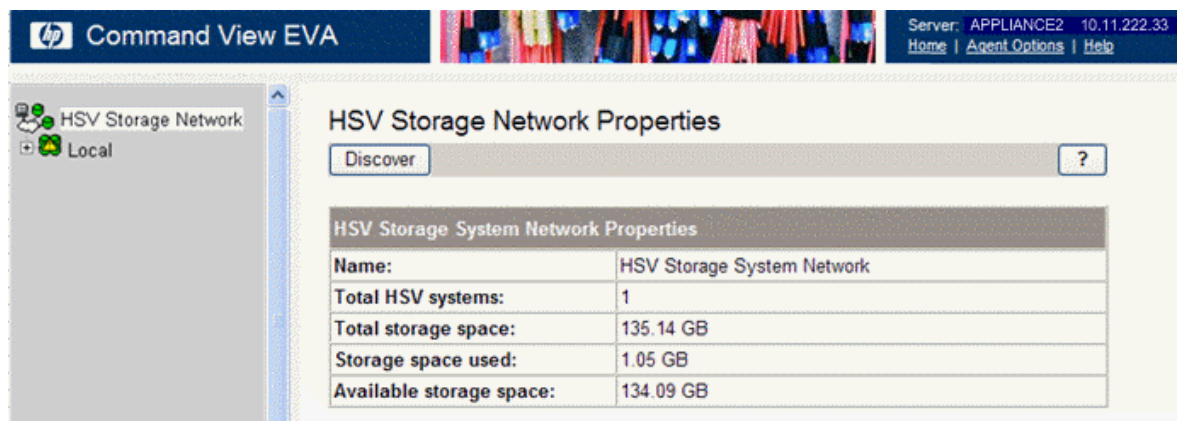 hp Command View EVA
Server: APPLIANCE2 10.11.222.33
Home | Agent Options | Help
HSV Storage Network
Local
HSV Storage Network Properties
Discover ?
HSV Storage System Network Properties
Name: HSV Storage System Network
Total HSV systems: 1
Total storage space: 135.14 GB
Storage space used: 1.05 GB
Available storage space: 134.09 GB